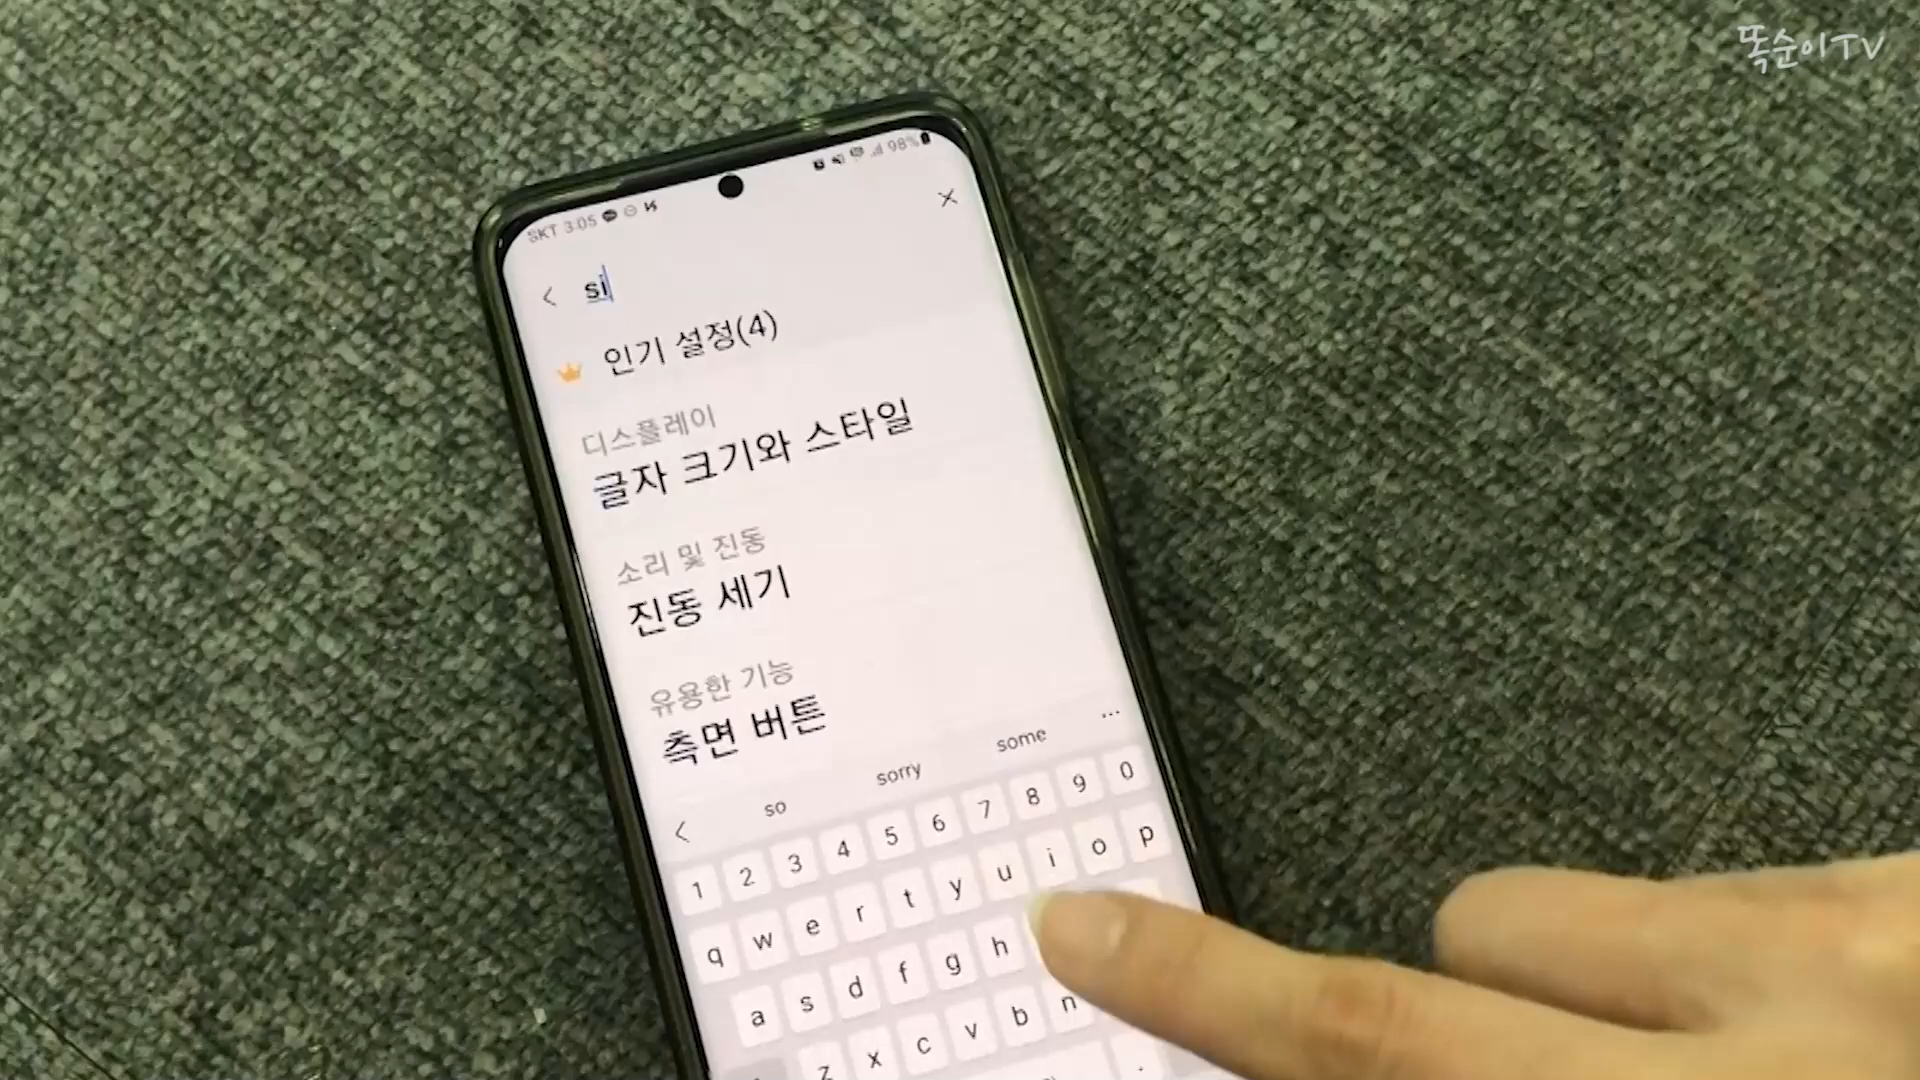 똑순이TV
SKT 3:05
98%
si
인기 설정(4)
디스플레이
글자 크기와 스타일
소리 및 진동
진동 세기
유용한 기능
측면 버튼
so sorry some ...
1 2 3 4 5 6 7 8 9 0
q w e r t y u i o p
a s d f g h
z x c v b n
.